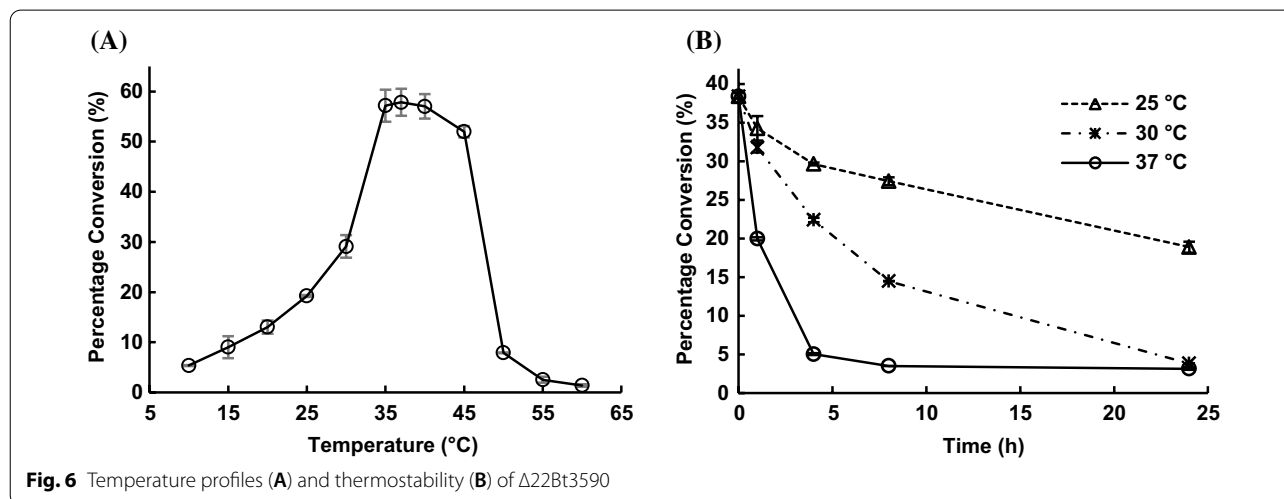 (A)
Percentage Conversion (%)
60
50
40
30
20
10
0
5 15 25 35 45 55 65
Temperature (°C)
(B)
Percentage Conversion (%)
40
35
30
25
20
15
10
5
0
0 5 10 15 20 25
Time (h)
25 °C
30 °C
37 °C
Fig. 6 Temperature profiles (A) and thermostability (B) of Δ22Bt3590